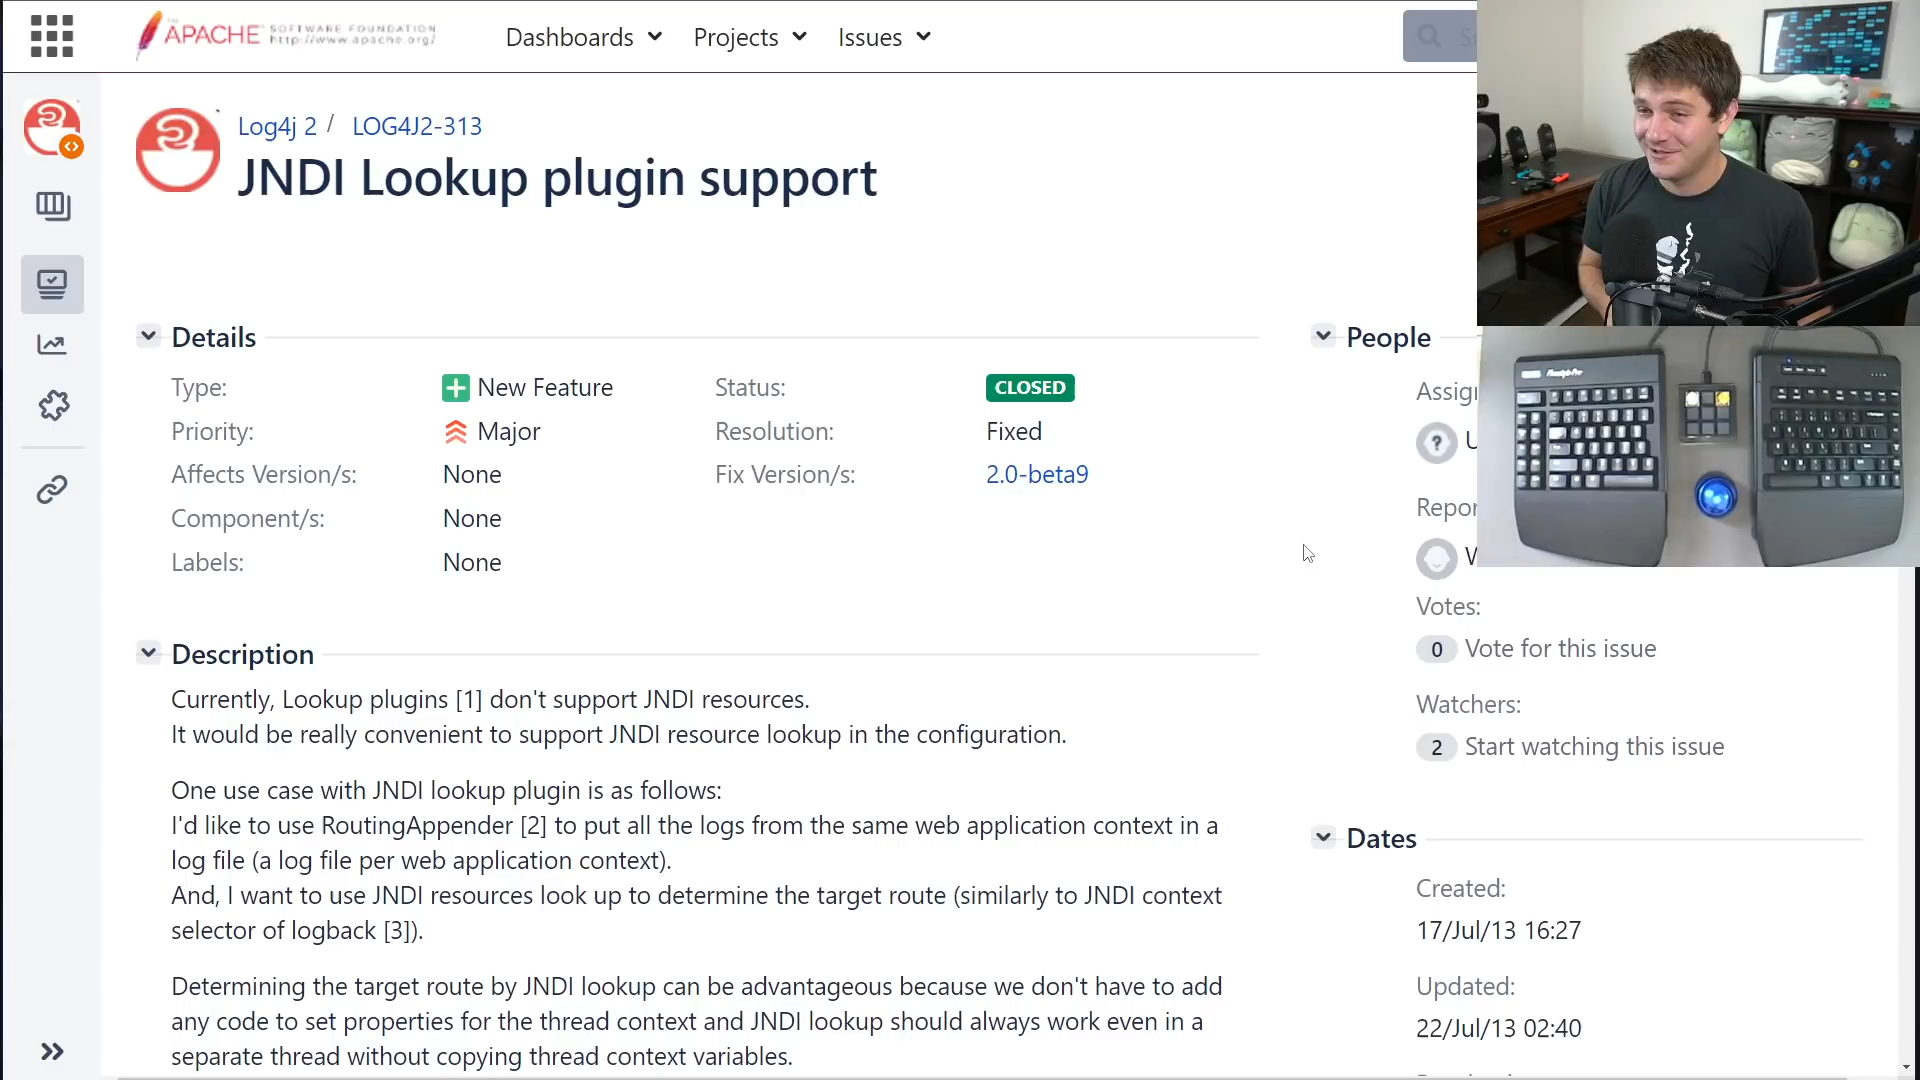 THE
APACHE SOFTWARE FOUNDATION
http://www.apache.org/
Dashboards
Projects
Issues
Log4j 2 / LOG4J2-313
JNDI Lookup plugin support
Details
Type: New Feature
Status: CLOSED
Priority: Major
Resolution: Fixed
Affects Version/s: None
Fix Version/s: 2.0-beta9
Component/s: None
Labels: None
Description
Currently, Lookup plugins [1] don't support JNDI resources.
It would be really convenient to support JNDI resource lookup in the configuration.
One use case with JNDI lookup plugin is as follows:
I'd like to use RoutingAppender [2] to put all the logs from the same web application context in a
log file (a log file per web application context).
And, I want to use JNDI resources look up to determine the target route (similarly to JNDI context
selector of logback [3]).
Determining the target route by JNDI lookup can be advantageous because we don't have to add
any code to set properties for the thread context and JNDI lookup should always work even in a
separate thread without copying thread context variables.
People
Votes:
0 Vote for this issue
Watchers:
2 Start watching this issue
Dates
Created:
17/Jul/13 16:27
Updated:
22/Jul/13 02:40